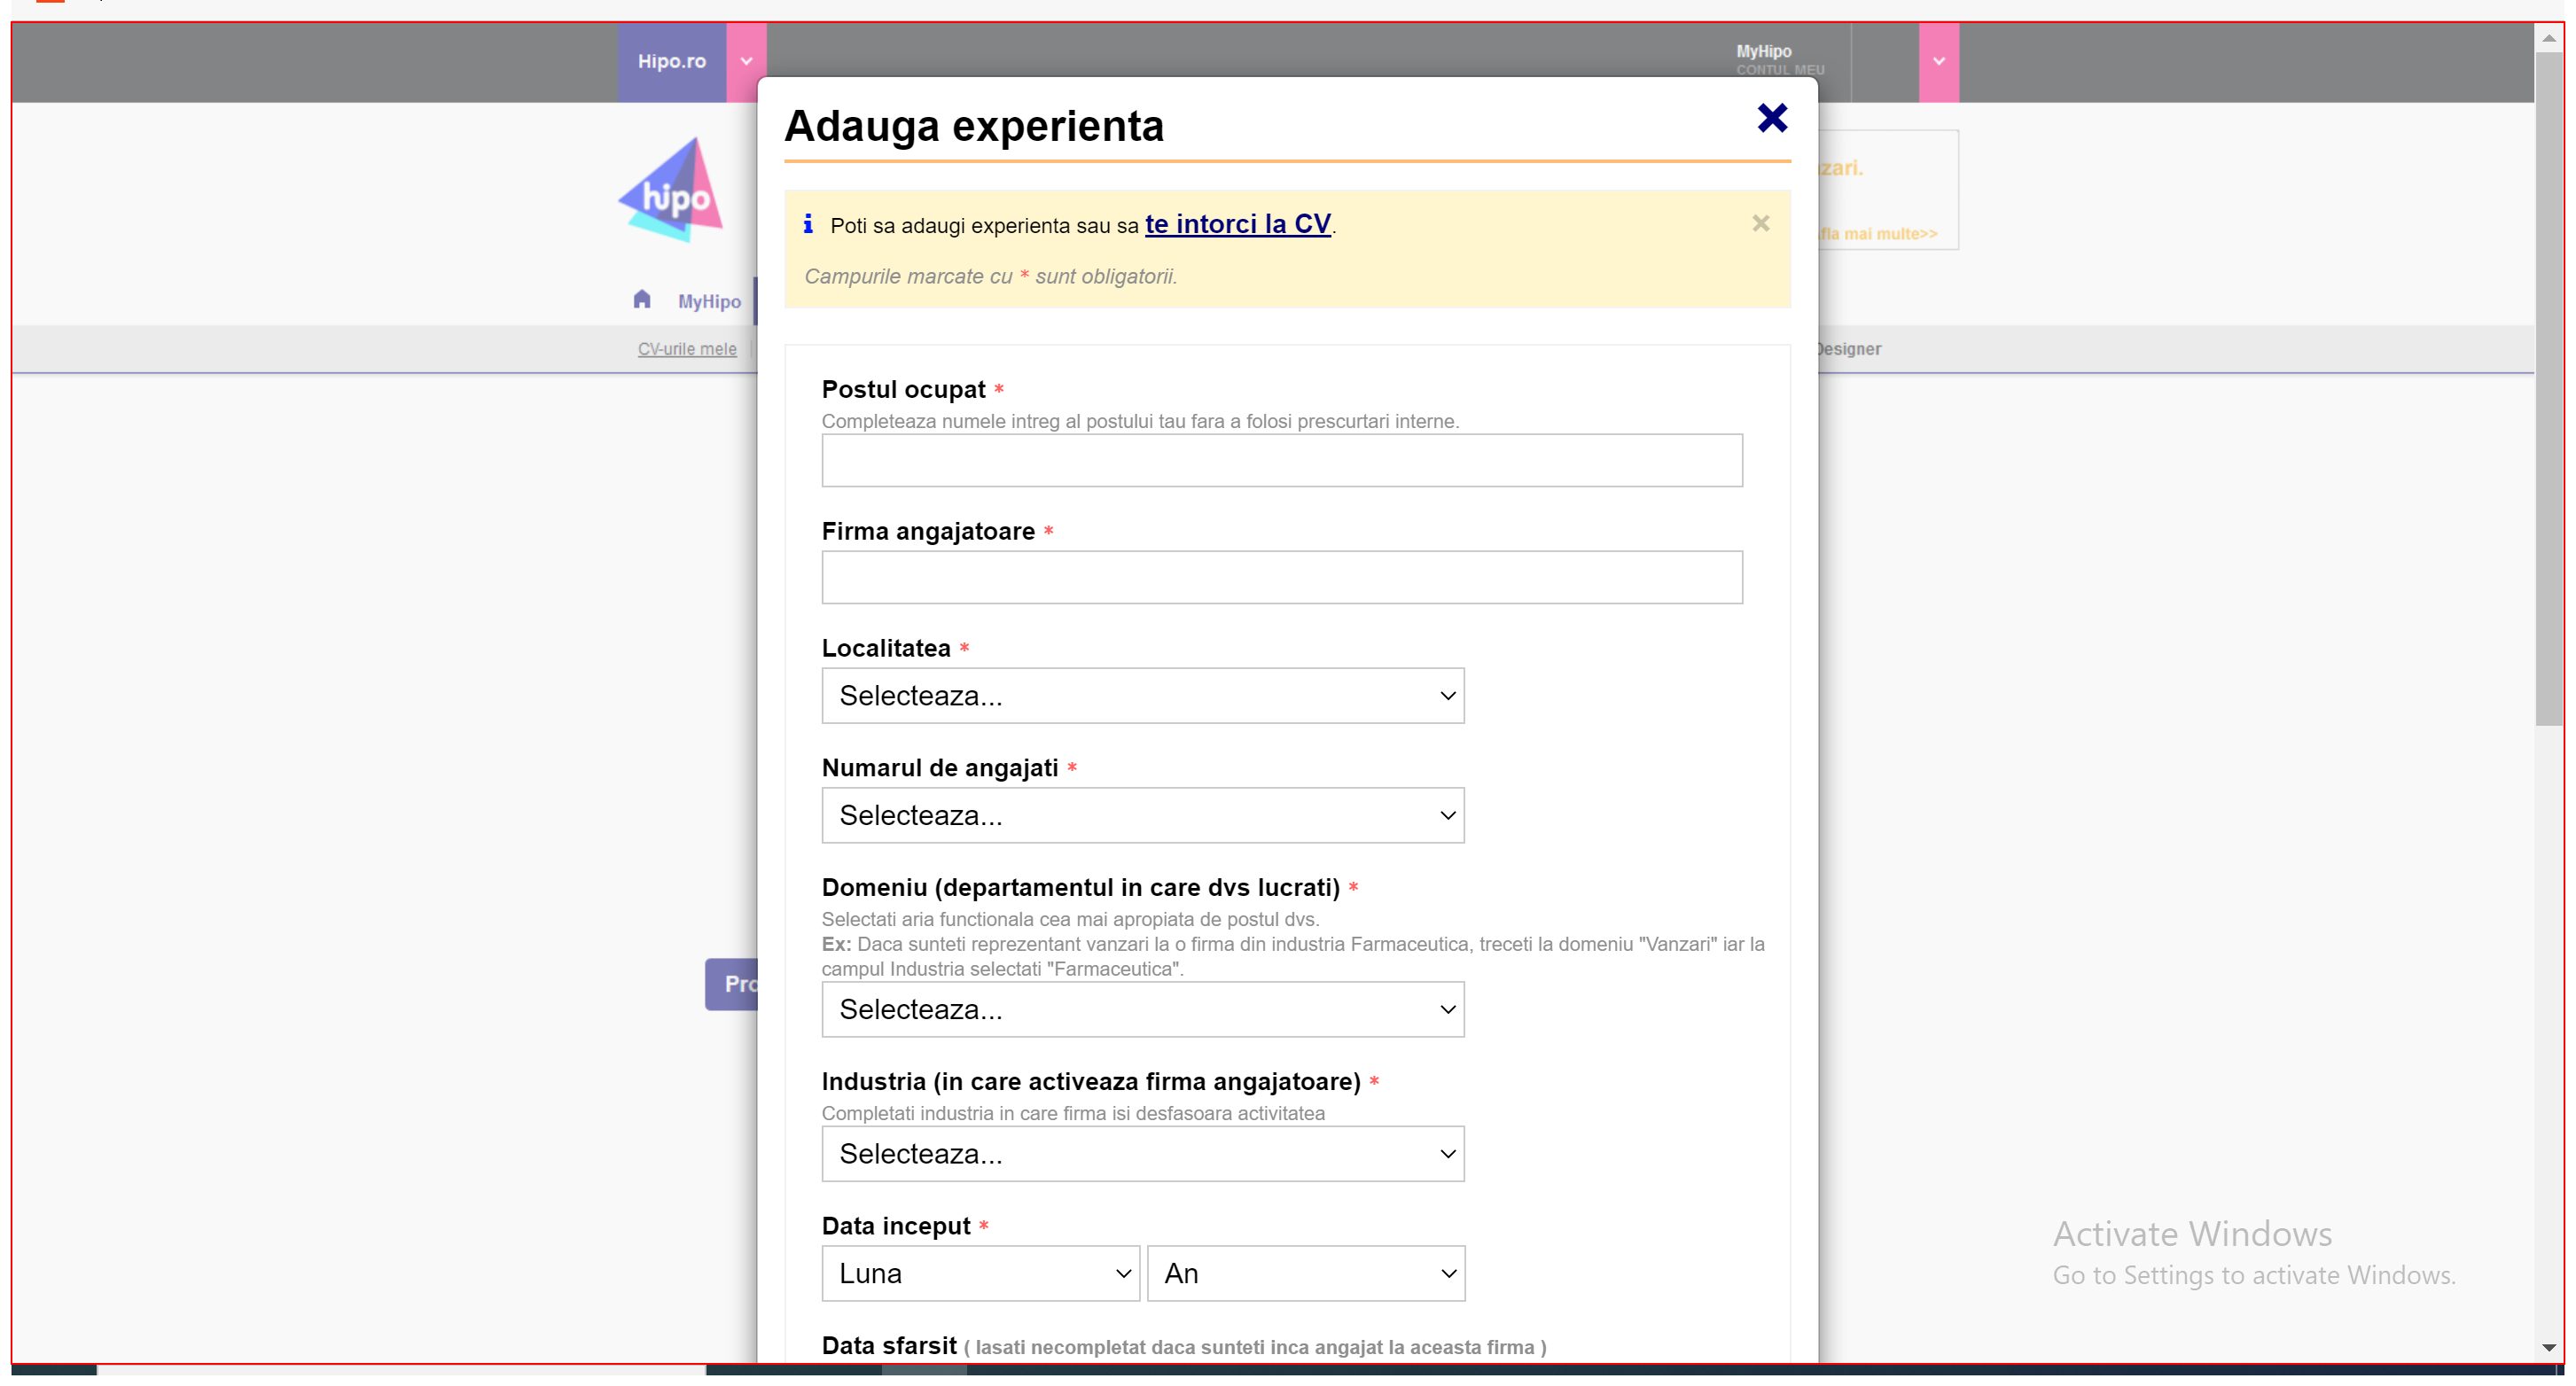 Hipo.ro
MyHipo
CONTUL MEU
Adauga experienta
zari.
hipo
Poti sa adaugi experienta sau sa te intorci la CV.
mai multe>>
Campurile marcate cu * sunt obligatorii.
MyHipo
CV-urile mele
Designer
Postul ocupat *
Completeaza numele intreg al postului tau fara a folosi prescurtari interne.
Firma angajatoare *
Localitatea *
Selecteaza...
Numarul de angajati *
Selecteaza...
Domeniu (departamentul in care dvs lucrati) *
Selectati aria functionala cea mai apropiata de postul dvs.
Ex: Daca sunteti reprezentant vanzari la o firma din industria Farmaceutica, treceti la domeniu "Vanzari" iar la
campul Industria selectati "Farmaceutica".
Pro
Selecteaza...
Industria (in care activeaza firma angajatoare) *
Completati industria in care firma isi desfasoara activitatea
Selecteaza...
Data inceput *
Luna An
Activate Windows
Go to Settings to activate Windows.
Data sfarsit ( lasati necompletat daca sunteti inca angajat la aceasta firma )